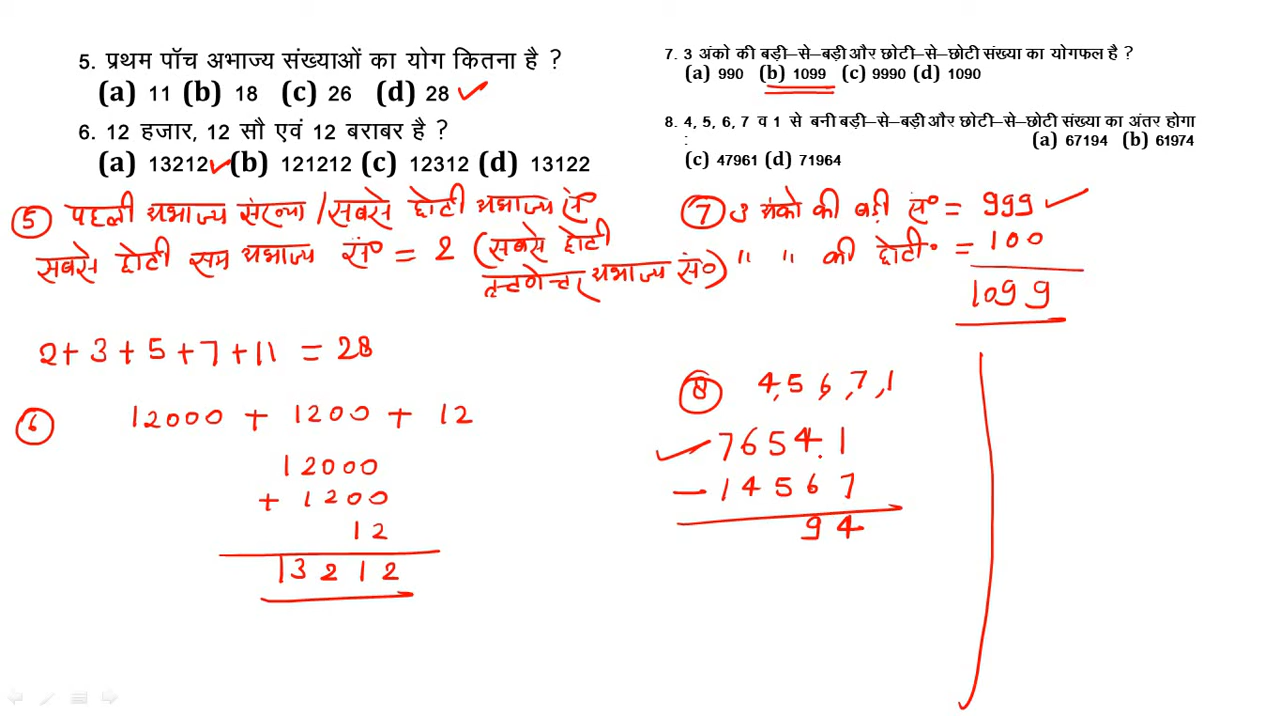 5. प्रथम पॉच अभाज्य संख्याओं का योग कितना है ?
(a) 11 (b) 18 (c) 26 (d) 28 ✓
6. 12 हजार, 12 सौ एवं 12 बराबर है ?
(a) 13212 ✓ (b) 121212 (c) 12312 (d) 13122
⑤ पहली अभाज्य संख्या / सबसे छोटी अभाज्य सं०
सबसे छोटी सम अभाज्य सं० = 2 (सबसे छोटी
अभाज्य सं०)
2 + 3 + 5 + 7 + 11 = 28
⑥ 12000 + 1200 + 12
12000
+ 1200
12
13212
7. 3 अंको की बड़ी–से–बड़ी और छोटी–से–छोटी संख्या का योगफल है ?
(a) 990 (b) 1099 (c) 9990 (d) 1090
8. 4, 5, 6, 7 व 1 से बनी बड़ी–से–बड़ी और छोटी–से–छोटी संख्या का अंतर होगा
: (a) 67194 (b) 61974
(c) 47961 (d) 71964
⑦ 3 अंको की बड़ी सं० = 999 ✓
" " की छोटी ० = 100
1099
⑧ 4, 5 6, 7, 1
✓ 7654.1
– 14567
94